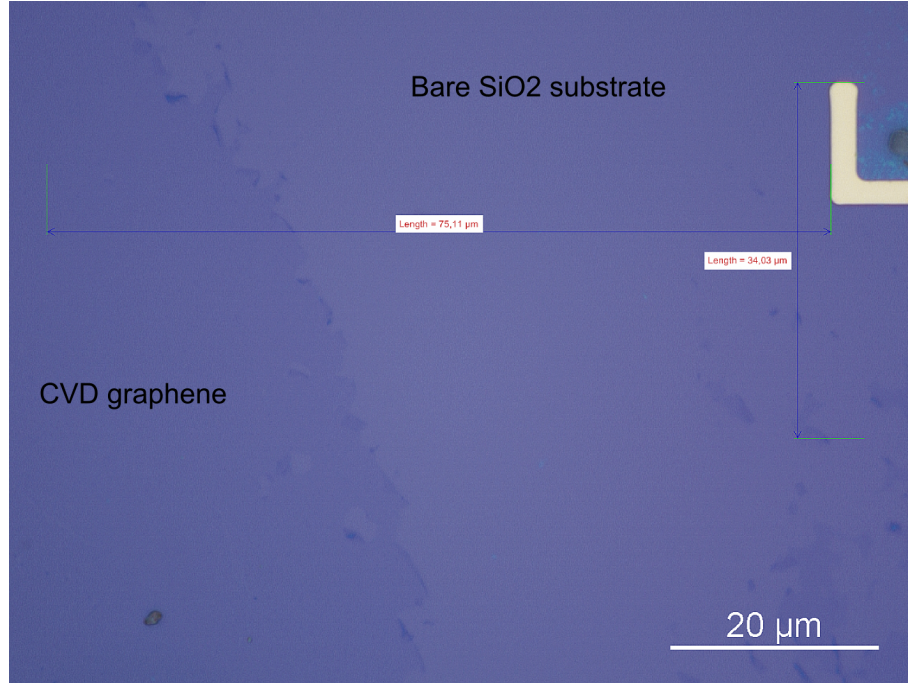 Bare SiO2 substrate
Length = 75,11 µm
Length = 34,03 µm
CVD graphene
20 µm